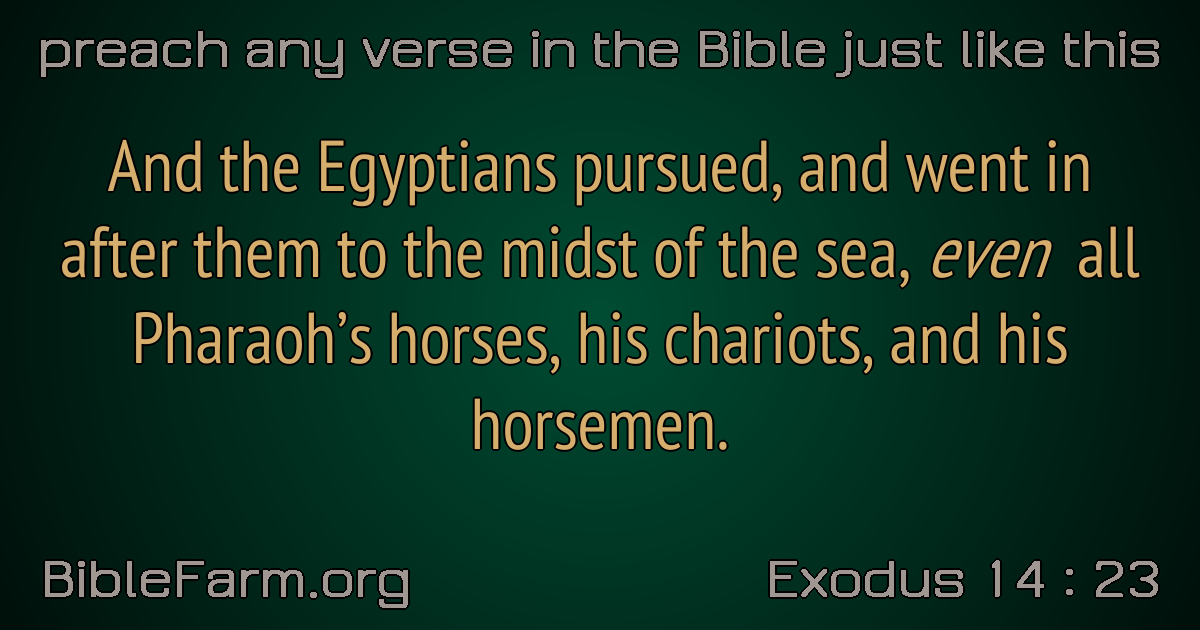 preach any verse in the Bible just like this
And the Egyptians pursued, and went in
after them to the midst of the sea, even all
Pharaoh’s horses, his chariots, and his
horsemen.
BibleFarm.org
Exodus 14 : 23